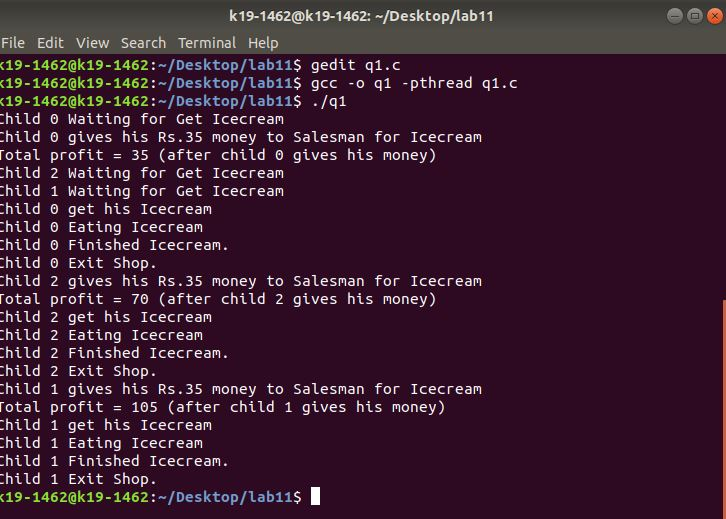 k19-1462@k19-1462: ~/Desktop/lab11
File Edit View Search Terminal Help
k19-1462@k19-1462:~/Desktop/lab11$ gedit q1.c
k19-1462@k19-1462:~/Desktop/lab11$ gcc -o q1 -pthread q1.c
k19-1462@k19-1462:~/Desktop/lab11$ ./q1
Child 0 Waiting for Get Icecream
Child 0 gives his Rs.35 money to Salesman for Icecream
Total profit = 35 (after child 0 gives his money)
Child 2 Waiting for Get Icecream
Child 1 Waiting for Get Icecream
Child 0 get his Icecream
Child 0 Eating Icecream
Child 0 Finished Icecream.
Child 0 Exit Shop.
Child 2 gives his Rs.35 money to Salesman for Icecream
Total profit = 70 (after child 2 gives his money)
Child 2 get his Icecream
Child 2 Eating Icecream
Child 2 Finished Icecream.
Child 2 Exit Shop.
Child 1 gives his Rs.35 money to Salesman for Icecream
Total profit = 105 (after child 1 gives his money)
Child 1 get his Icecream
Child 1 Eating Icecream
Child 1 Finished Icecream.
Child 1 Exit Shop.
k19-1462@k19-1462:~/Desktop/lab11$